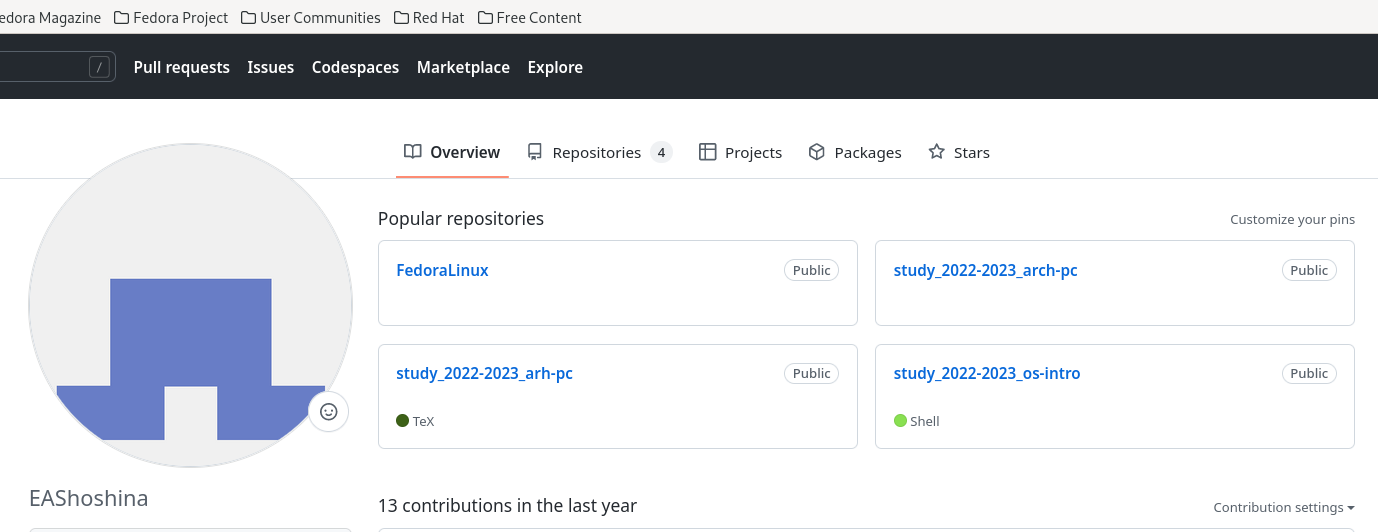 edora Magazine Fedora Project User Communities Red Hat Free Content
/ Pull requests Issues Codespaces Marketplace Explore
Overview Repositories 4 Projects Packages Stars
Popular repositories Customize your pins
FedoraLinux Public study_2022-2023_arch-pc Public
study_2022-2023_arh-pc Public study_2022-2023_os-intro Public
TeX Shell
EAShoshina
13 contributions in the last year Contribution settings